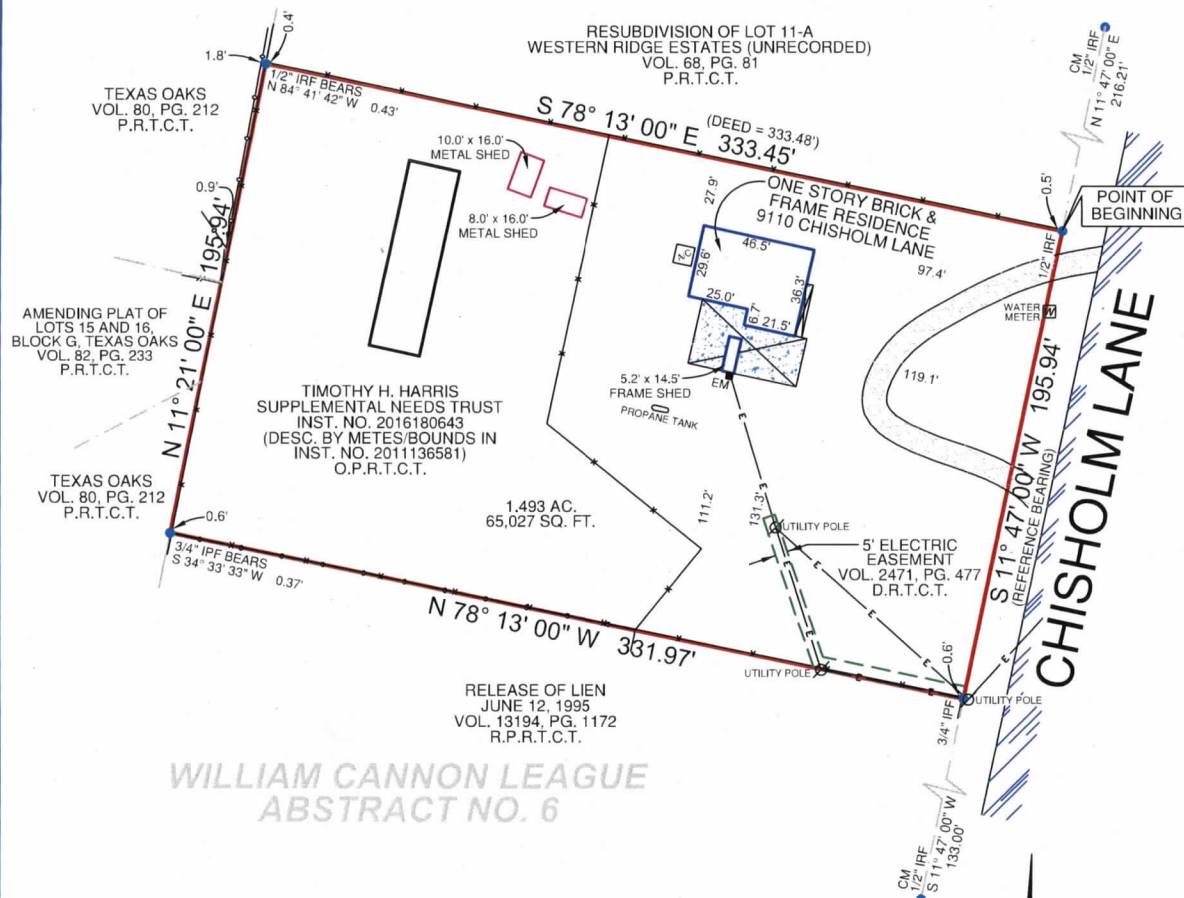 RESUBDIVISION OF LOT 11-A
WESTERN RIDGE ESTATES (UNRECORDED)
VOL. 68, PG. 81
P.R.T.C.T.
0.4'
1.8'
1/2" IRF BEARS
N 84° 41' 42" W 0.43'
TEXAS OAKS
VOL. 80, PG. 212
P.R.T.C.T.
S 78° 13' 00" E 333.45'
(DEED = 333.48')
CM
1/2" IRF
N 11° 47' 00" E
216.21'
10.0' x 16.0'
METAL SHED
8.0' x 16.0'
METAL SHED
0.9'
27.9'
ONE STORY BRICK &
FRAME RESIDENCE
9110 CHISHOLM LANE
0.5'
POINT OF
BEGINNING
1/2" IRF
46.5'
A/C
29.6'
36.3'
25.0'
6.7'
21.5'
97.4'
WATER
METER
W
119.1'
N 11° 21' 00" E 195.94'
AMENDING PLAT OF
LOTS 15 AND 16,
BLOCK G, TEXAS OAKS
VOL. 82, PG. 233
P.R.T.C.T.
5.2' x 14.5'
FRAME SHED
EM
PROPANE TANK
TIMOTHY H. HARRIS
SUPPLEMENTAL NEEDS TRUST
INST. NO. 2016180643
(DESC. BY METES/BOUNDS IN
INST. NO. 2011136581)
O.P.R.T.C.T.
E
E
CHISHOLM LANE
S 11° 47' 00" W 195.94'
(REFERENCE BEARING)
TEXAS OAKS
VOL. 80, PG. 212
P.R.T.C.T.
0.6'
1.493 AC.
65,027 SQ. FT.
111.2'
131.3'
UTILITY POLE
5' ELECTRIC
EASEMENT
VOL. 2471, PG. 477
D.R.T.C.T.
E
E
E
E
E
3/4" IPF BEARS
S 34° 33' 33" W 0.37'
N 78° 13' 00" W 331.97'
0.6'
E
E
E
UTILITY POLE
UTILITY POLE
3/4" IPF
RELEASE OF LIEN
JUNE 12, 1995
VOL. 13194, PG. 1172
R.P.R.T.C.T.
WILLIAM CANNON LEAGUE
ABSTRACT NO. 6
CM
1/2" IRF
S 11° 47' 00" W
133.00'